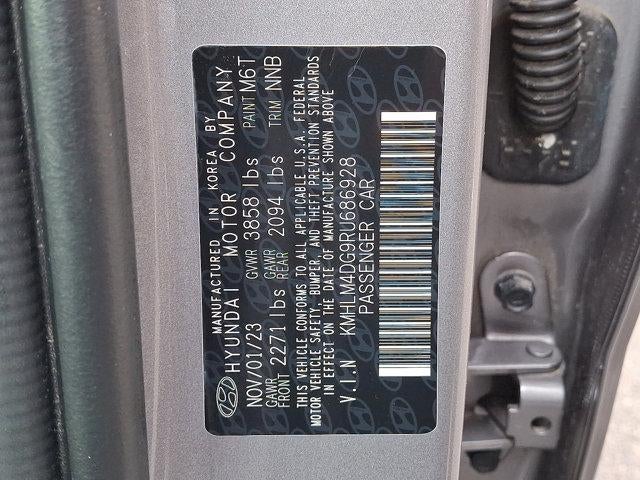 MANUFACTURED IN KOREA BY
HYUNDAI MOTOR COMPANY
NOV/01/23 GVWR 3858 lbs PAINT M6T
GAWR FRONT 2271 lbs GAWR REAR 2094 lbs TRIM NNB
THIS VEHICLE CONFORMS TO ALL APPLICABLE U.S.A. FEDERAL
MOTOR VEHICLE SAFETY, BUMPER, AND THEFT PREVENTION STANDARDS
IN EFFECT ON THE DATE OF MANUFACTURE SHOWN ABOVE
V.I.N KMHLM4DG9RU686928
PASSENGER CAR